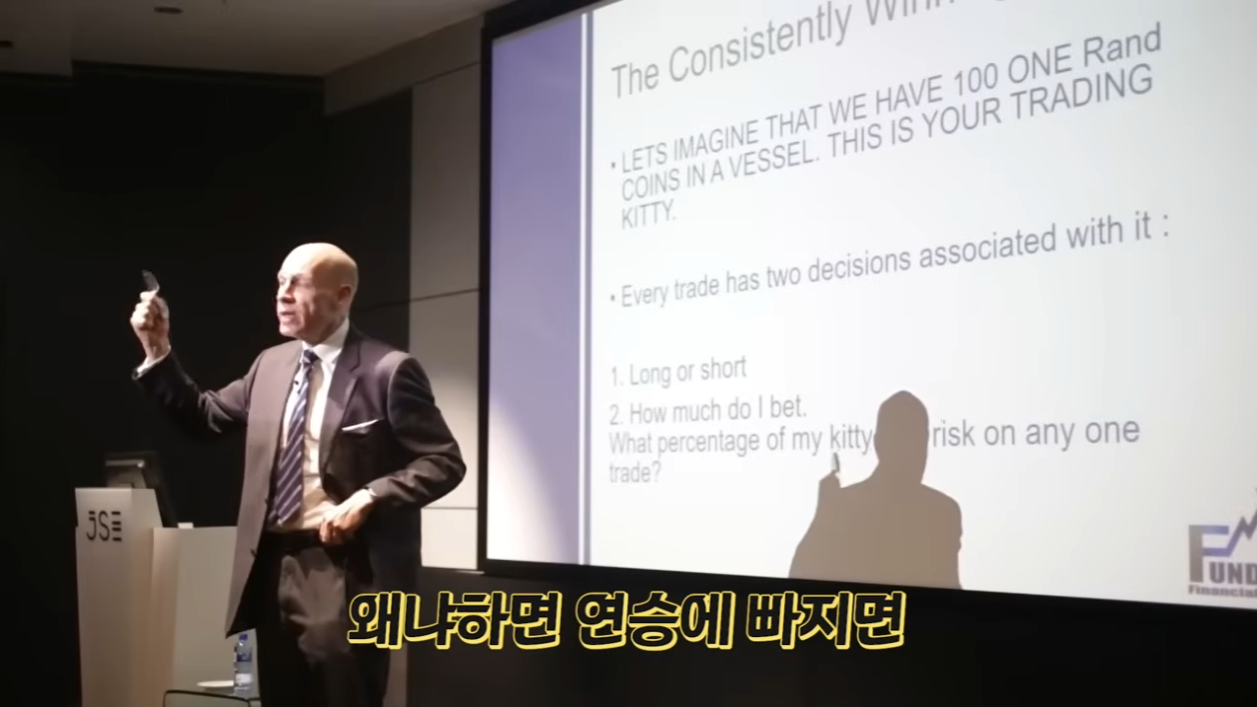 The Consistently
LETS IMAGINE THAT WE HAVE 100 ONE Rand
COINS IN A VESSEL. THIS IS YOUR TRADING
KITTY.
Every trade has two decisions associated with it :
1. Long or short
2. How much do I bet.
What percentage of my kitty risk on any one
trade?
JSE
FUND
Financial
왜냐하면 연승에 빠지면